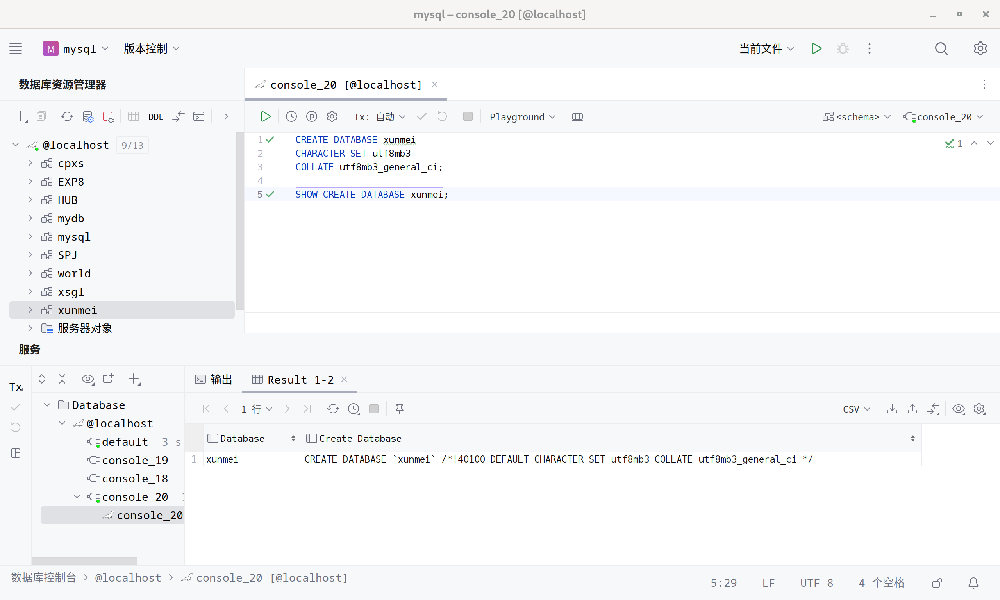 mysql – console_20 [@localhost]
M mysql 版本控制 当前文件
数据库资源管理器
console_20 [@localhost]
DDL
Tx: 自动 Playground <schema> console_20
@localhost 9/13
cpxs
EXP8
HUB
mydb
mysql
SPJ
world
xsgl
xunmei
服务器对象
1 CREATE DATABASE xunmei
2 CHARACTER SET utf8mb3
3 COLLATE utf8mb3_general_ci;
4
5 SHOW CREATE DATABASE xunmei;
1
服务
Tx
输出 Result 1-2
1 行 CSV
Database
@localhost
default 3 s
console_19
console_18
console_20
console_20
Database Create Database
1 xunmei CREATE DATABASE `xunmei` /*!40100 DEFAULT CHARACTER SET utf8mb3 COLLATE utf8mb3_general_ci */
数据库控制台 > @localhost > console_20 [@localhost]
5:29 LF UTF-8 4 个空格